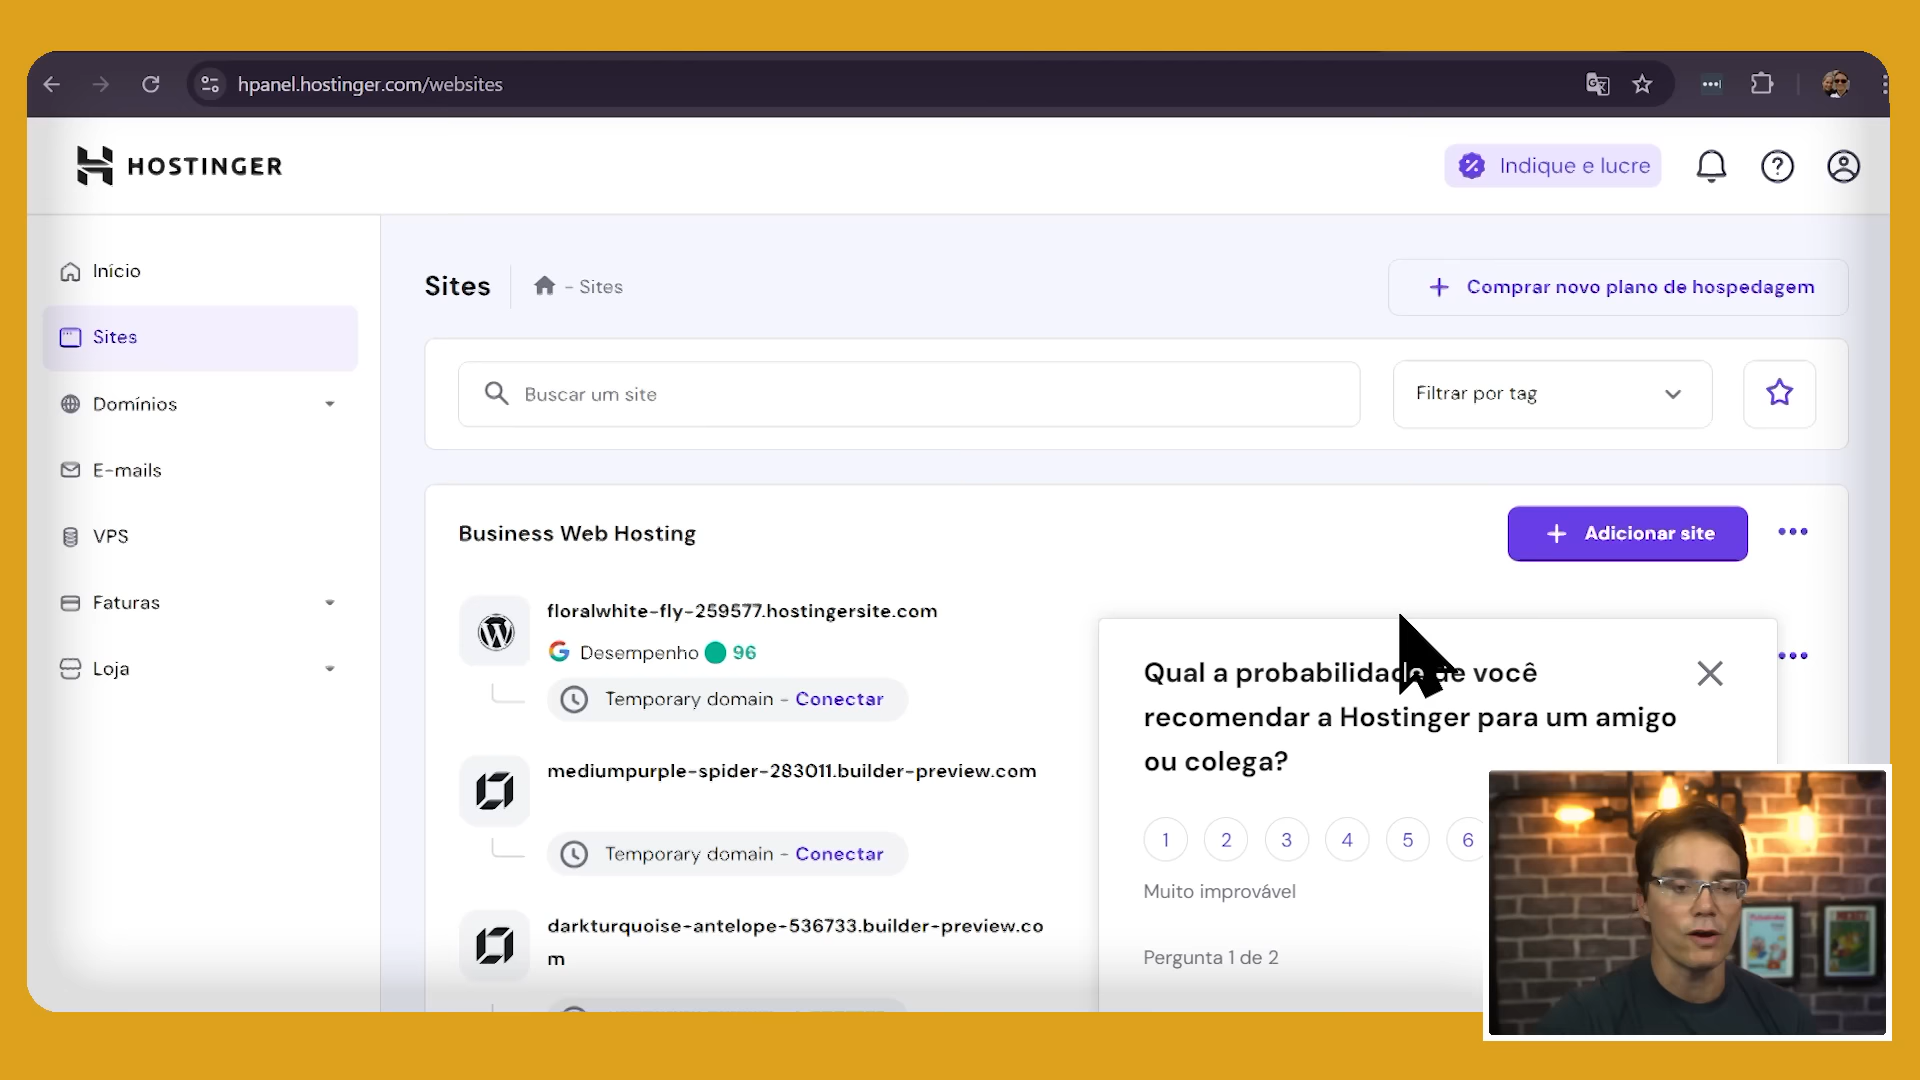 hpanel.hostinger.com/websites
HOSTINGER
Indique e lucre
Início
Sites
Domínios
E-mails
VPS
Faturas
Loja
Sites
- Sites
+ Comprar novo plano de hospedagem
Buscar um site
Filtrar por tag
Business Web Hosting
+ Adicionar site
floralwhite-fly-259577.hostingersite.com
Desempenho 96
Temporary domain - Conectar
mediumpurple-spider-283011.builder-preview.com
Temporary domain - Conectar
darkturquoise-antelope-536733.builder-preview.co
m
Qual a probabilidade de você
recomendar a Hostinger para um amigo
ou colega?
1 2 3 4 5 6
Muito improvável
Pergunta 1 de 2